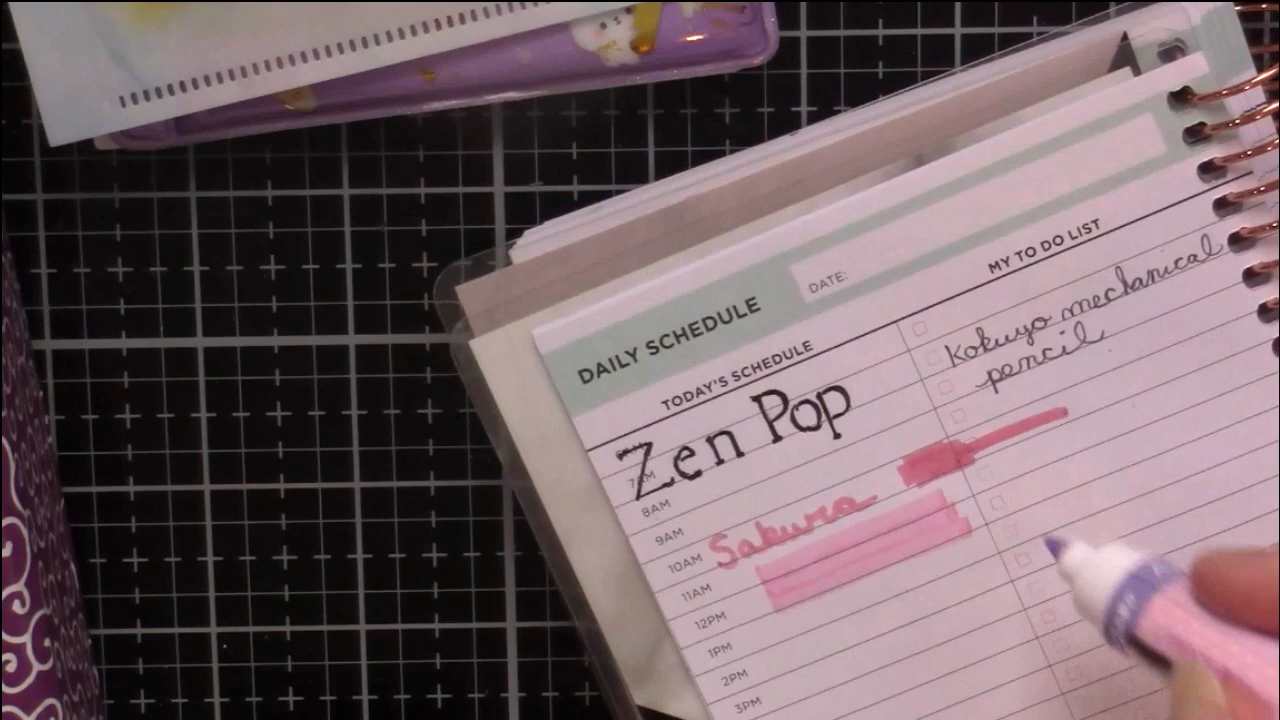 DAILY SCHEDULE
DATE:
TODAY'S SCHEDULE
MY TO DO LIST
Zen Pop
Kokuyo mechanical
pencil
7AM
8AM
9AM
Sakura
10AM
11AM
12PM
1PM
2PM
3PM